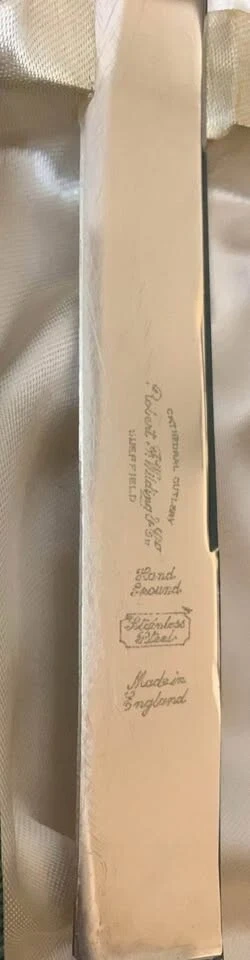 CATHEDRAL CUTLERY
Robert F. Mosley & Co
SHEFFIELD
Hand
Ground
Stainless
Steel
Made in
England